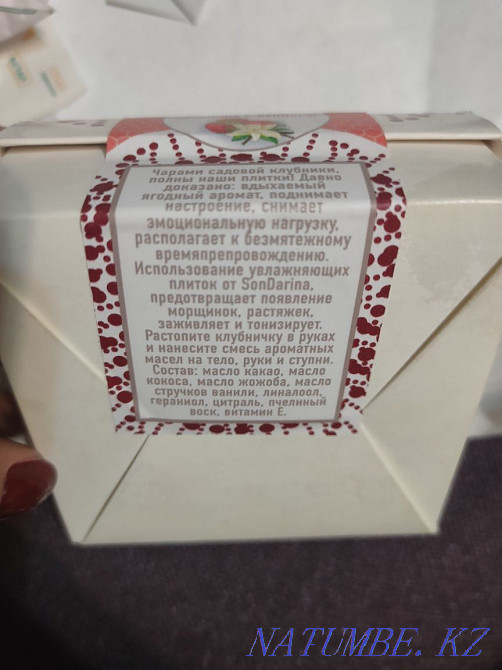 Чарами садовой клубники,
полны наши плитки! Давно
доказано: вдыхаемый
ягодный аромат, поднимает
настроение, снимает
эмоциональную нагрузку,
располагает к безмятежному
времяпрепровождению.
Использование увлажняющих
плиток от SonDarina,
предотвращает появление
морщинок, растяжек,
заживляет и тонизирует.
Растопите клубничку в руках
и нанесите смесь ароматных
масел на тело, руки и ступни.
Состав: масло какао, масло
кокоса, масло жожоба, масло
стручков ванили, линалоол,
гераниол, цитраль, пчелиный
воск, витамин Е.
NATUMBE. KZ